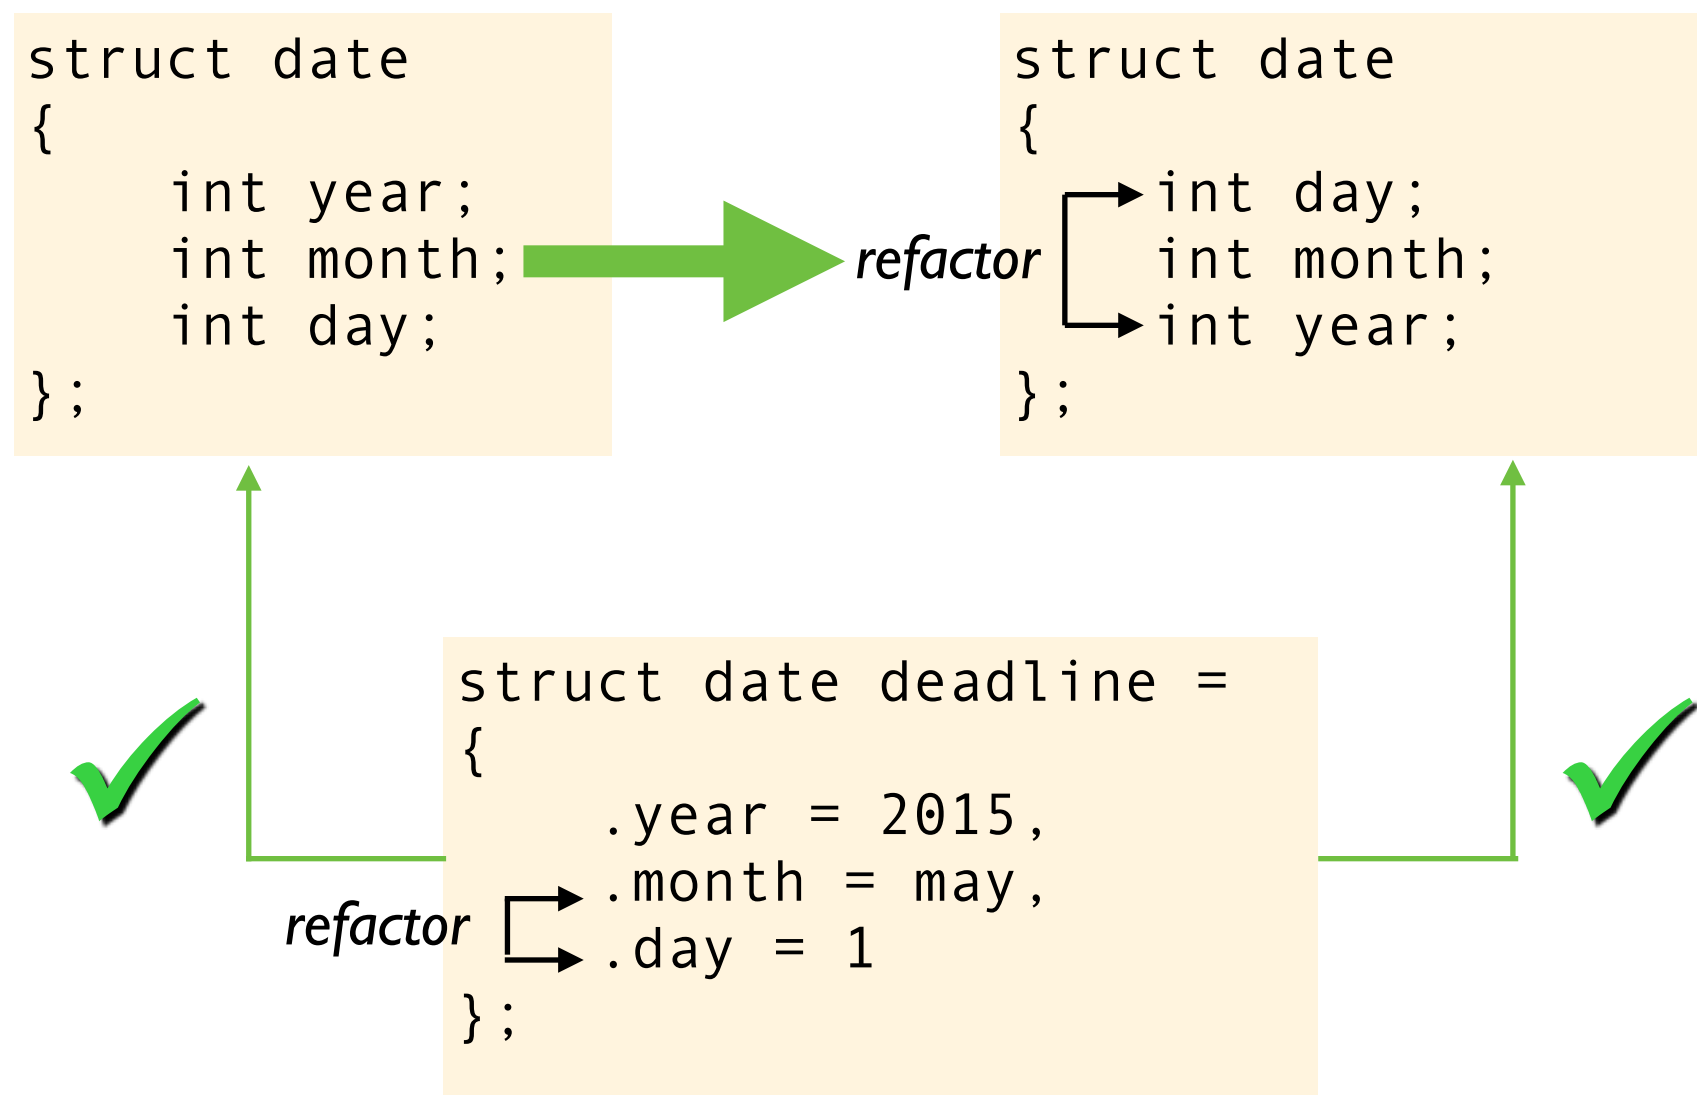 struct date
{
    int year;
    int month;
    int day;
};
refactor
struct date
{
    int day;
    int month;
    int year;
};
struct date deadline =
{
    .year = 2015,
    .month = may,
    .day = 1
};
refactor